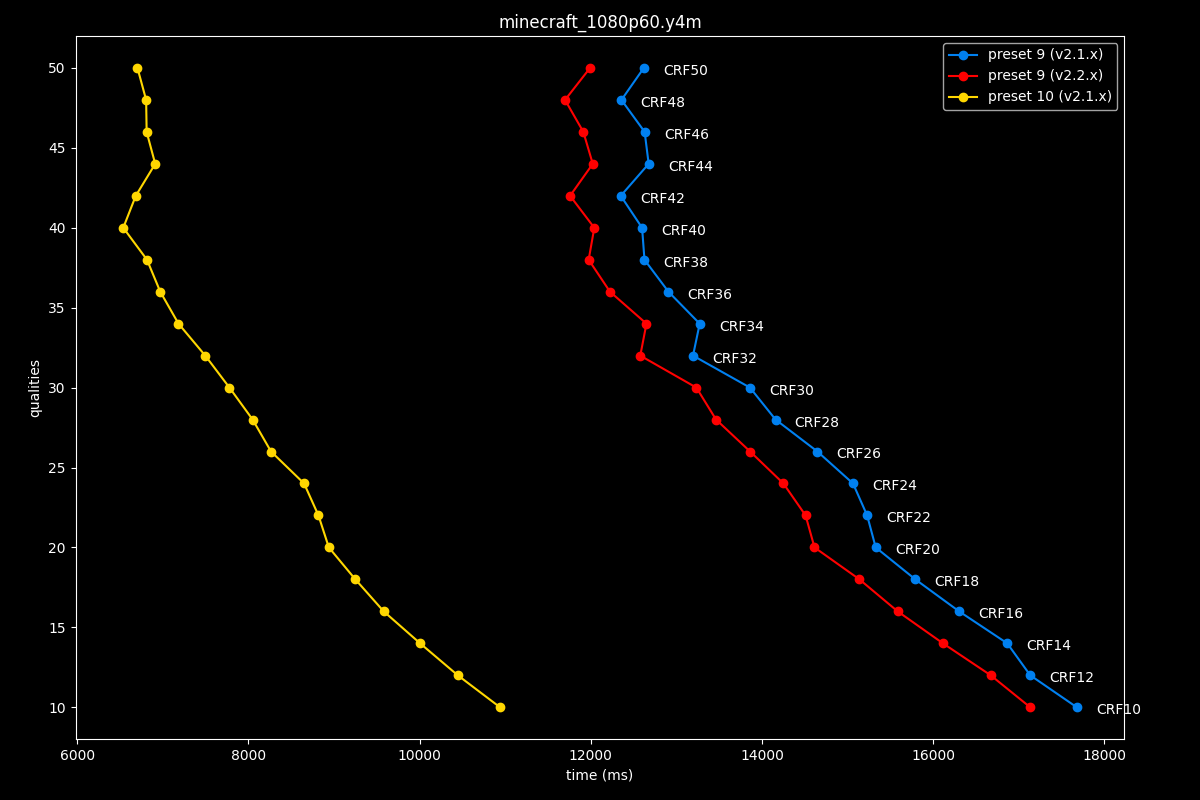 minecraft_1080p60.y4m
preset 9 (v2.1.x)
preset 9 (v2.2.x)
preset 10 (v2.1.x)
qualities
50
45
40
35
30
25
20
15
10
CRF50
CRF48
CRF46
CRF44
CRF42
CRF40
CRF38
CRF36
CRF34
CRF32
CRF30
CRF28
CRF26
CRF24
CRF22
CRF20
CRF18
CRF16
CRF14
CRF12
CRF10
6000 8000 10000 12000 14000 16000 18000
time (ms)